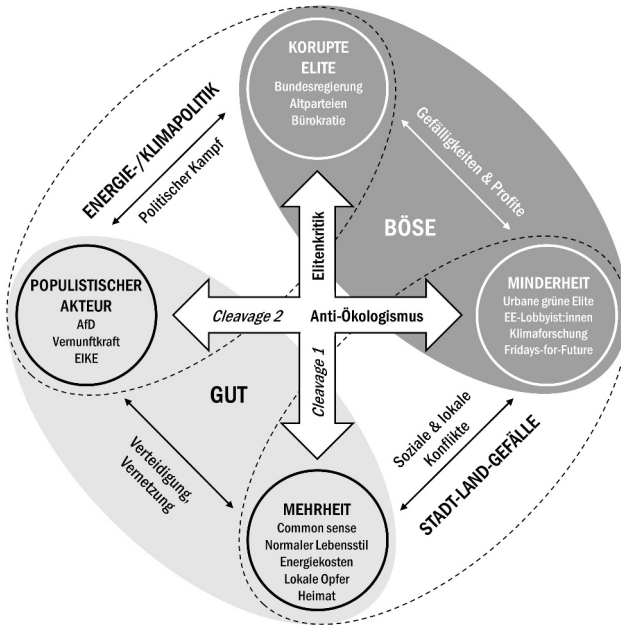 KORUPTE
ELITE
Bundesregierung
Altparteien
Bürokratie
ENERGIE-/KLIMAPOLITIK
Politischer Kampf
Gefälligkeiten & Profite
Elitenkritik
BÖSE
POPULISTISCHER
AKTEUR
AfD
Vernunftkraft
EIKE
Cleavage 2
Anti-Ökologismus
MINDERHEIT
Urbane grüne Elite
EE-Lobbyist:innen
Klimaforschung
Fridays-for-Future
Cleavage 1
GUT
Verteidigung,
Vernetzung
Soziale & lokale
Konflikte
STADT-LAND-GEFÄLLE
MEHRHEIT
Common sense
Normaler Lebensstil
Energiekosten
Lokale Opfer
Heimat